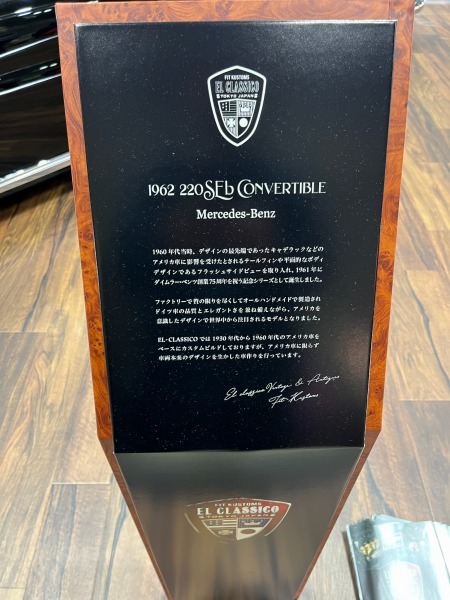 FIT KUSTOMS
EL CLASSICO
TOKYO JAPAN
1962 220SEb CONVERTIBLE
Mercedes-Benz
1960年代当時、デザインの最先端であったキャデラックなどの
アメリカ車に影響を受けたとされるテールフィンや平面的なボディ
デザインであるフラッシュサイドビューを取り入れ、1961年に
ダイムラー・ベンツ創業75周年を祝う記念シリーズとして誕生しました。
ファクトリーで贅の限りを尽くしてオールハンドメイドで製造され
ドイツ車の品質とエレガントさを兼ね備えながら、アメリカを
意識したデザインで世界中から注目されるモデルとなりました。
EL-CLASSICOでは1930年代から1960年代のアメリカ車を
ベースにカスタムビルドしておりますが、アメリカ車に限らず
車両本来のデザインを生かした車作りを行っています。
El classico Vintage & Antiques
Fit-Kustoms
FIT KUSTOMS
EL CLASSICO
TOKYO JAPAN